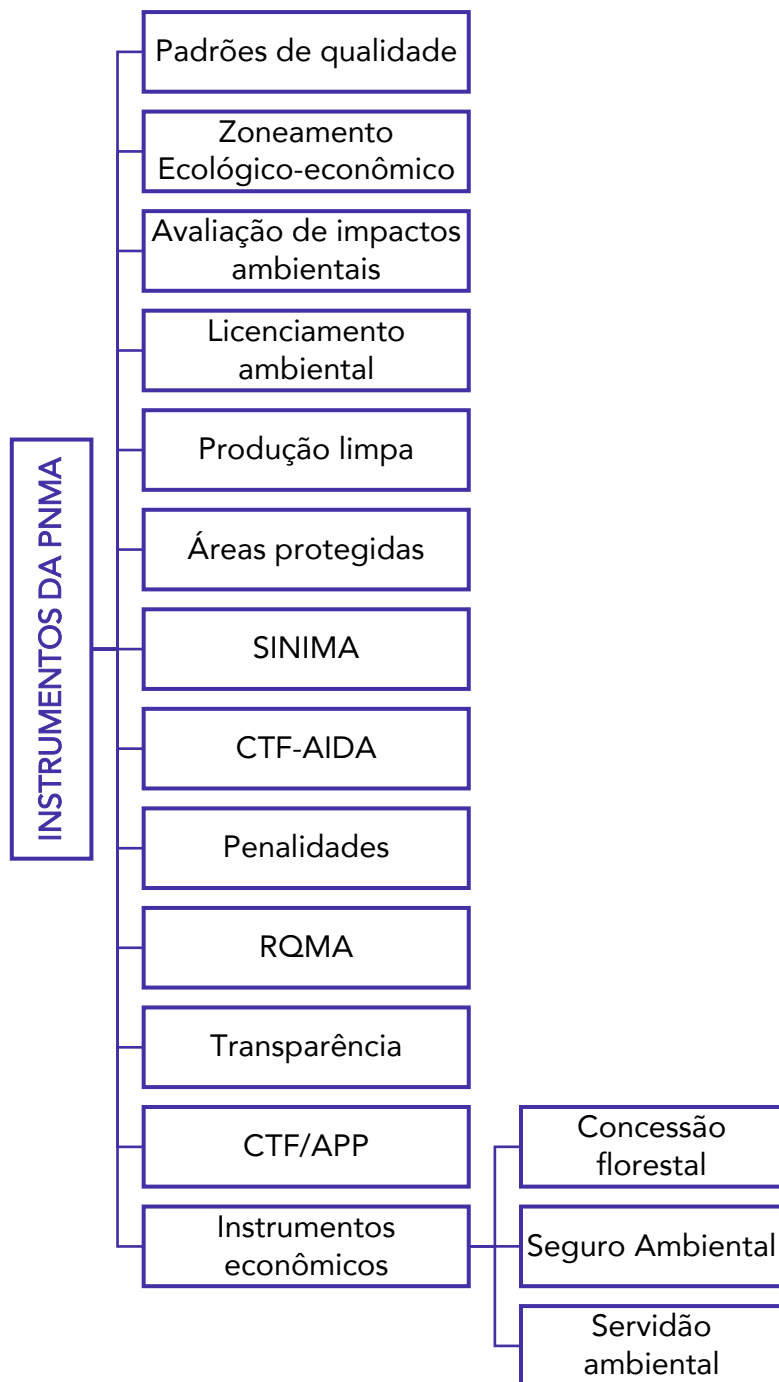 INSTRUMENTOS DA PNMA
Padrões de qualidade
Zoneamento
Ecológico-econômico
Avaliação de impactos
ambientais
Licenciamento
ambiental
Produção limpa
Áreas protegidas
SINIMA
CTF-AIDA
Penalidades
RQMA
Transparência
CTF/APP
Instrumentos
econômicos
Concessão
florestal
Seguro Ambiental
Servidão
ambiental